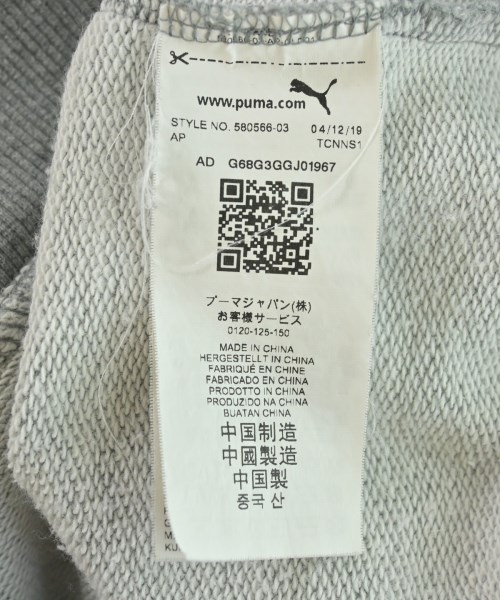 www.puma.com
STYLE NO. 580566-03 04/12/19
AP TCNNS1
AD G68G3GGJ01967
プーマジャパン(株)
お客様サービス
0120-125-150
MADE IN CHINA
HERGESTELLT IN CHINA
FABRIQUÉ EN CHINE
FABRICADO EN CHINA
PRODOTTO IN CHINA
PRODUZIDO NA CHINA
BUATAN CHINA
中国制造
中國製造
中国製
중국 산